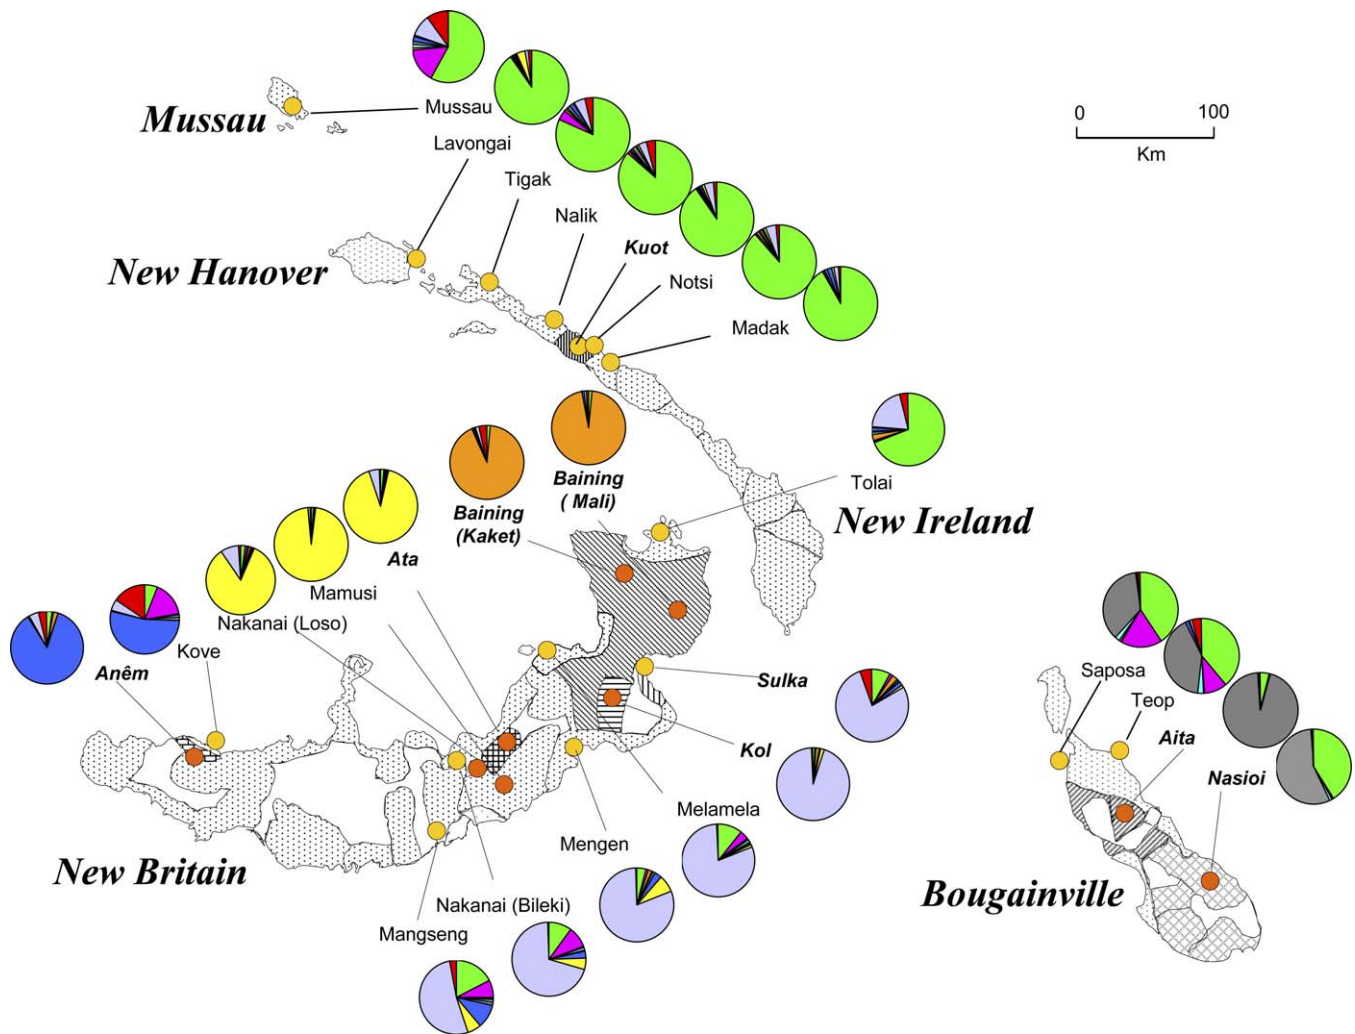 0 100
Km
Mussau
Mussau
Lavongai
Tigak
Nalik
New Hanover
Kuot
Notsi
Madak
Baining
( Mali)
Baining
(Kaket)
Tolai
New Ireland
Ata
Mamusi
Nakanai (Loso)
Kove
Anêm
Sulka
Kol
Melamela
Mengen
New Britain
Nakanai (Bileki)
Mangseng
Saposa
Teop
Aita
Nasioi
Bougainville